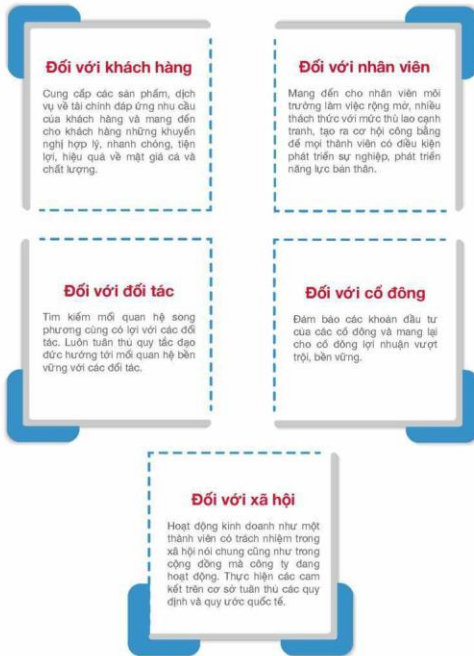 Đối với khách hàng
Cung cấp các sản phẩm, dịch
vụ về tài chính đáp ứng nhu cầu
của khách hàng và mang đến
cho khách hàng những khuyến
nghị hợp lý, nhanh chóng, tiện
lợi, hiệu quả về mặt giá cả và
chất lượng.
Đối với nhân viên
Mang đến cho nhân viên môi
trường làm việc rộng mở, nhiều
thách thức với mức thù lao cạnh
tranh, tạo ra cơ hội công bằng
để mọi thành viên có điều kiện
phát triển sự nghiệp, phát triển
năng lực bản thân.
Đối với đối tác
Tìm kiếm mối quan hệ song
phương cùng có lợi với các đối
tác. Luôn tuân thủ quy tắc đạo
đức hướng tới mối quan hệ bền
vững với các đối tác.
Đối với cổ đông
Đảm bảo các khoản đầu tư
của các cổ đông và mang lại
cho cổ đông lợi nhuận vượt
trội, bền vững.
Đối với xã hội
Hoạt động kinh doanh như một
thành viên có trách nhiệm trong
xã hội nói chung cũng như trong
cộng đồng mà công ty đang
hoạt động. Thực hiện các cam
kết trên cơ sở tuân thủ các quy
định và quy ước quốc tế.